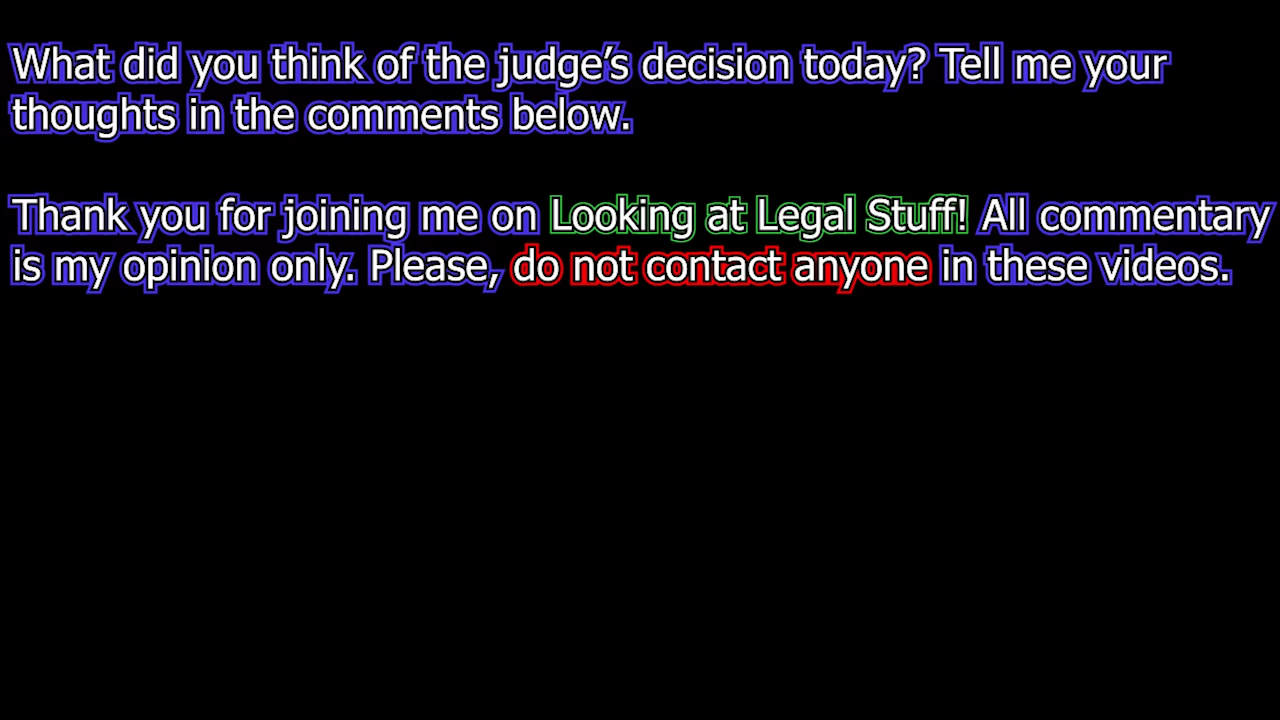 What did you think of the judge’s decision today? Tell me your
thoughts in the comments below.
Thank you for joining me on Looking at Legal Stuff! All commentary
is my opinion only. Please, do not contact anyone in these videos.